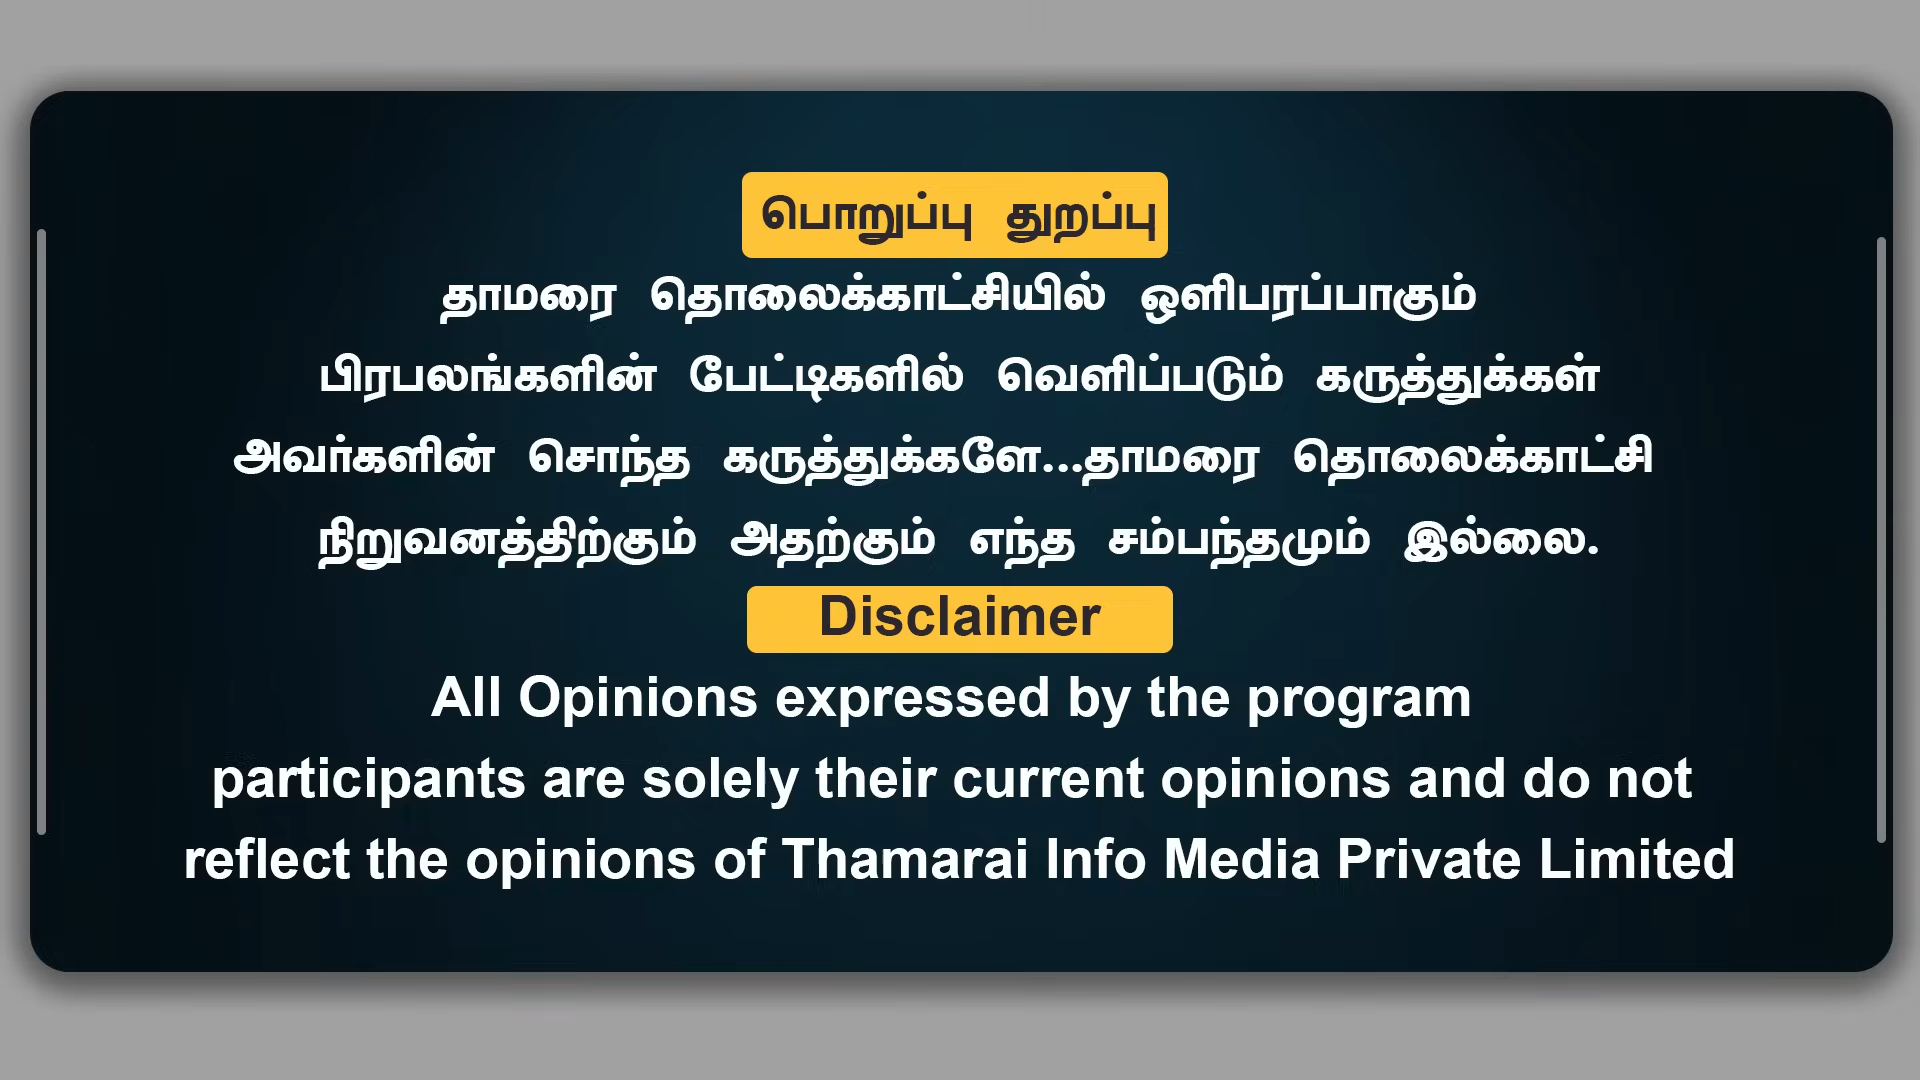 பொறுப்பு துறப்பு
தாமரை தொலைக்காட்சியில் ஒளிபரப்பாகும்
பிரபலங்களின் பேட்டிகளில் வெளிப்படும் கருத்துக்கள்
அவர்களின் சொந்த கருத்துக்களே...தாமரை தொலைக்காட்சி
நிறுவனத்திற்கும் அதற்கும் எந்த சம்பந்தமும் இல்லை.
Disclaimer
All Opinions expressed by the program
participants are solely their current opinions and do not
reflect the opinions of Thamarai Info Media Private Limited